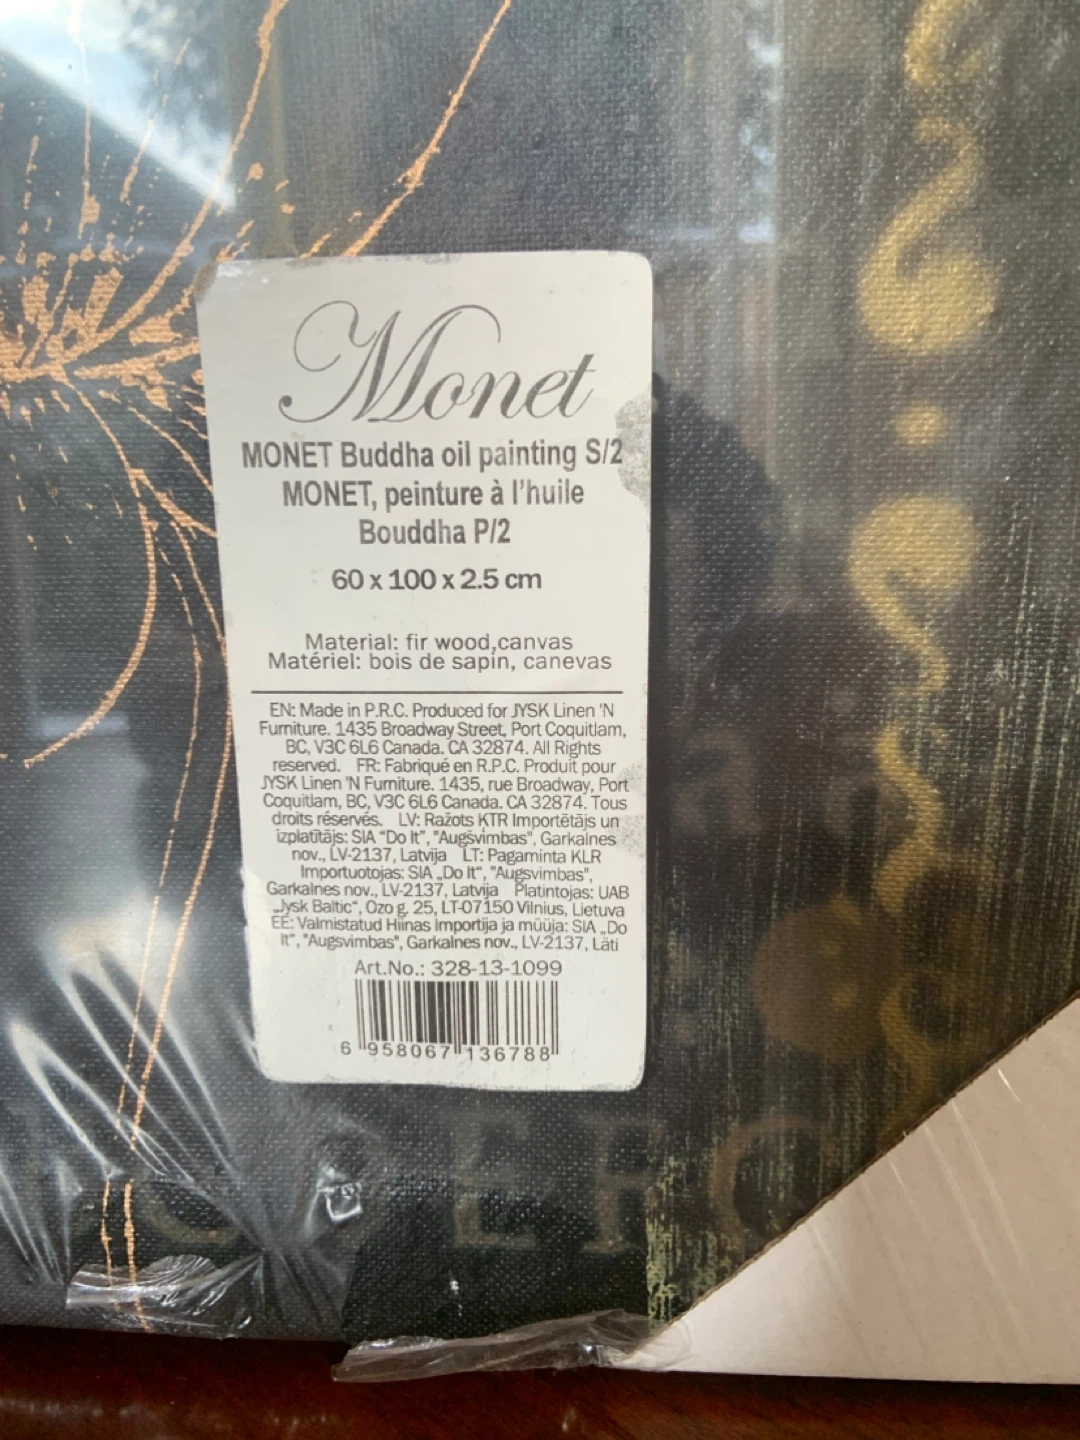 Monet
MONET Buddha oil painting S/2
MONET, peinture à l'huile
Bouddha P/2
60 x 100 x 2.5 cm
Material: fir wood,canvas
Matériel: bois de sapin, canevas
EN: Made in P.R.C. Produced for JYSK Linen 'N
Furniture. 1435 Broadway Street, Port Coquitlam,
BC, V3C 6L6 Canada. CA 32874. All Rights
reserved. FR: Fabriqué en R.P.C. Produit pour
JYSK Linen 'N Furniture. 1435, rue Broadway, Port
Coquitlam, BC, V3C 6L6 Canada. CA 32874. Tous
droits réservés. LV: Ražots KTR Importētājs un
izplatītājs: SIA "Do It", "Augšvimbas", Garkalnes
nov., LV-2137, Latvija LT: Pagaminta KLR
Importuotojas: SIA „Do It", "Augsvimbas",
Garkalnes nov., LV-2137, Latvija Platintojas: UAB
„Jysk Baltic", Ozo g. 25, LT-07150 Vilnius, Lietuva
EE: Valmistatud Hiinas Importija ja müüja: SIA „Do
It", "Augsvimbas", Garkalnes nov., LV-2137, Läti
Art.No.: 328-13-1099
6 958067 136788